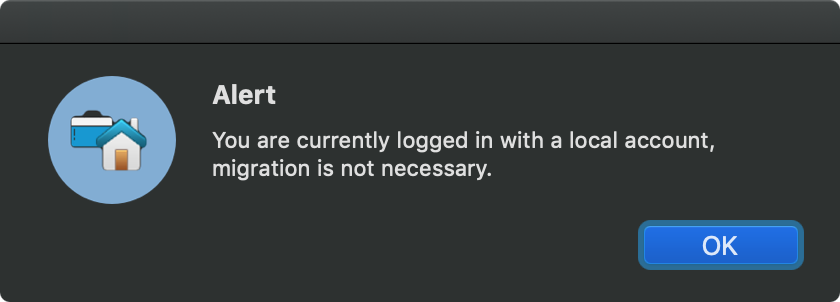 Alert
You are currently logged in with a local account,
migration is not necessary.
OK